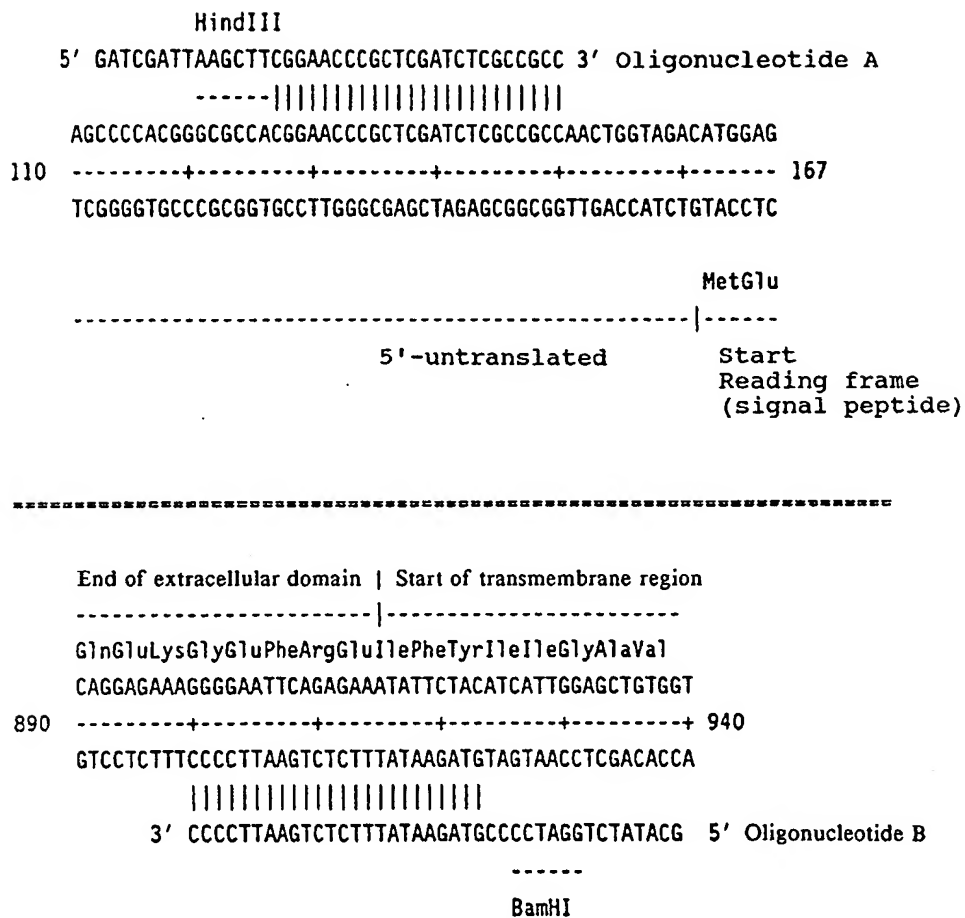 HindIII
5' GATCGATTAAGCTTCGGAACCCGCTCGATCTCGCCGCC 3' Oligonucleotide A
------||||||||||||||||||||||||
AGCCCCACGGGCGCCACGGAACCCGCTCGATCTCGCCGCCAACTGGTAGACATGGAG
110 ---------+---------+---------+---------+---------+------- 167
TCGGGGTGCCCGCGGTGCCTTGGGCGAGCTAGAGCGGCGGTTGACCATCTGTACCTC
MetGlu
---------------------------------------------------|------
5'-untranslated Start
Reading frame
(signal peptide)
End of extracellular domain | Start of transmembrane region
------------------------|------------------------
GlnGluLysGlyGluPheArgGluIlePheTyrIleIleGlyAlaVal
CAGGAGAAAGGGGAATTCAGAGAAATATTCTACATCATTGGAGCTGTGGT
890 ---------+---------+---------+---------+---------+ 940
GTCCTCTTTCCCCTTAAGTCTCTTTATAAGATGTAGTAACCTCGACACCA
||||||||||||||||||||||||
3' CCCCTTAAGTCTCTTTATAAGATGCCCCTAGGTCTATACG 5' Oligonucleotide B
------
BamHI